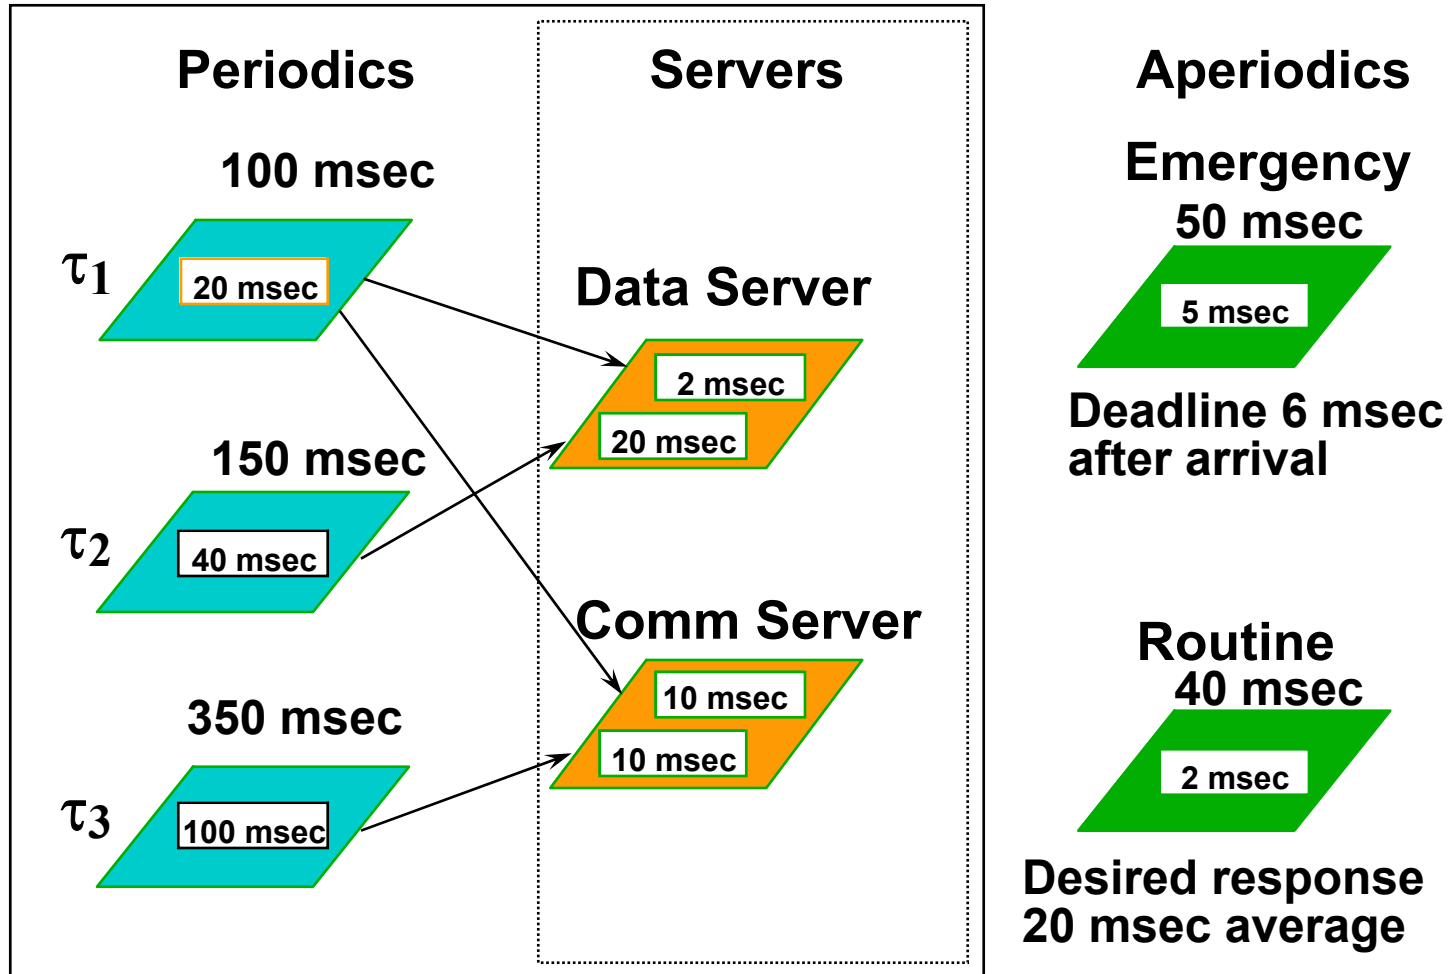 Periodics
Servers
Aperiodics
100 msec
τ1
20 msec
150 msec
τ2
40 msec
350 msec
τ3
100 msec
Data Server
2 msec
20 msec
Comm Server
10 msec
10 msec
Emergency
50 msec
5 msec
Deadline 6 msec
after arrival
Routine
40 msec
2 msec
Desired response
20 msec average